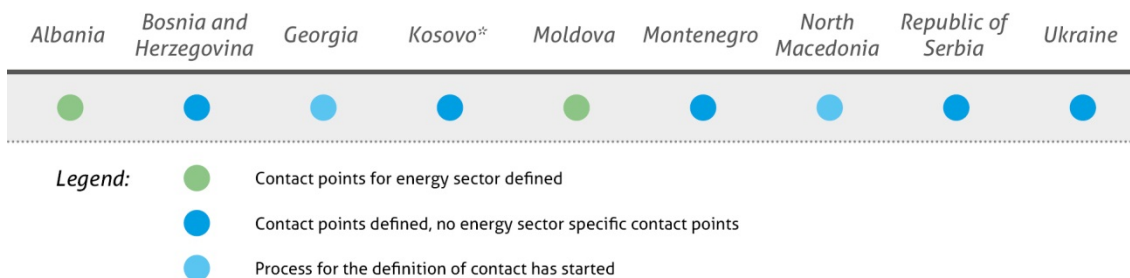 Albania
Bosnia and
Herzegovina
Georgia
Kosovo*
Moldova
Montenegro
North
Macedonia
Republic of
Serbia
Ukraine
Legend:
Contact points for energy sector defined
Contact points defined, no energy sector specific contact points
Process for the definition of contact has started